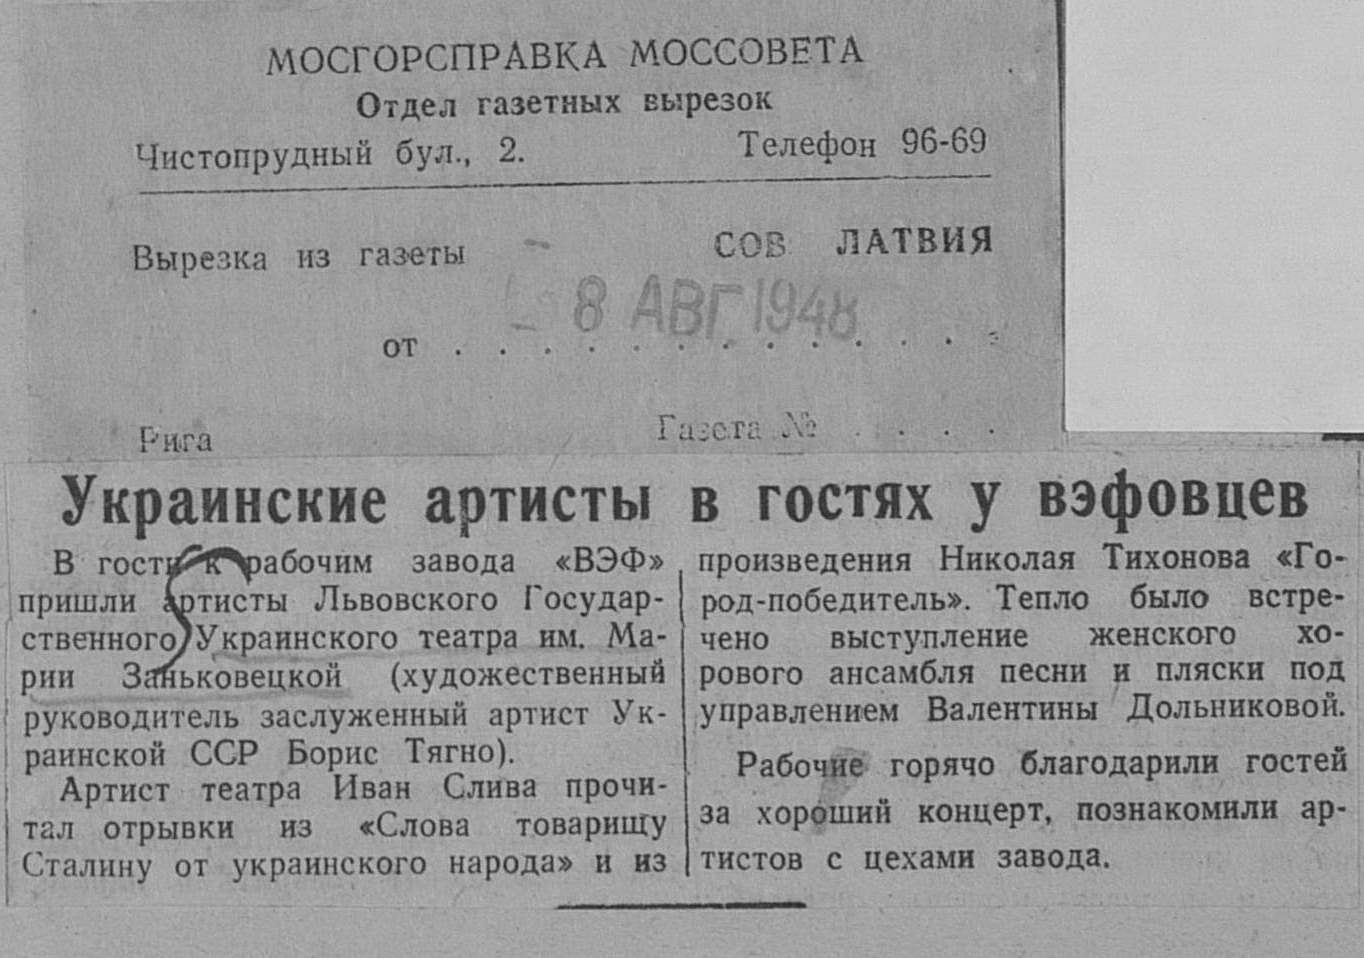 МОСГОРСПРАВКА МОССОВЕТА
Отдел газетных вырезок
Чистопрудный бул., 2. Телефон 96-69
Вырезка из газеты СОВ ЛАТВИЯ
- 8 АВГ 1948
от . . . . . . . . . . . . .
Рига Газета № . . . .
Украинские артисты в гостях у вэфовцев
В гости к рабочим завода «ВЭФ»
пришли артисты Львовского Государ-
ственного Украинского театра им. Ма-
рии Заньковецкой (художественный
руководитель заслуженный артист Ук-
раинской ССР Борис Тягно).
Артист театра Иван Слива прочи-
тал отрывки из «Слова товарищу
Сталину от украинского народа» и из
произведения Николая Тихонова «Го-
род-победитель». Тепло было встре-
чено выступление женского хо-
рового ансамбля песни и пляски под
управлением Валентины Дольниковой.
Рабочие горячо благодарили гостей
за хороший концерт, познакомили ар-
тистов с цехами завода.